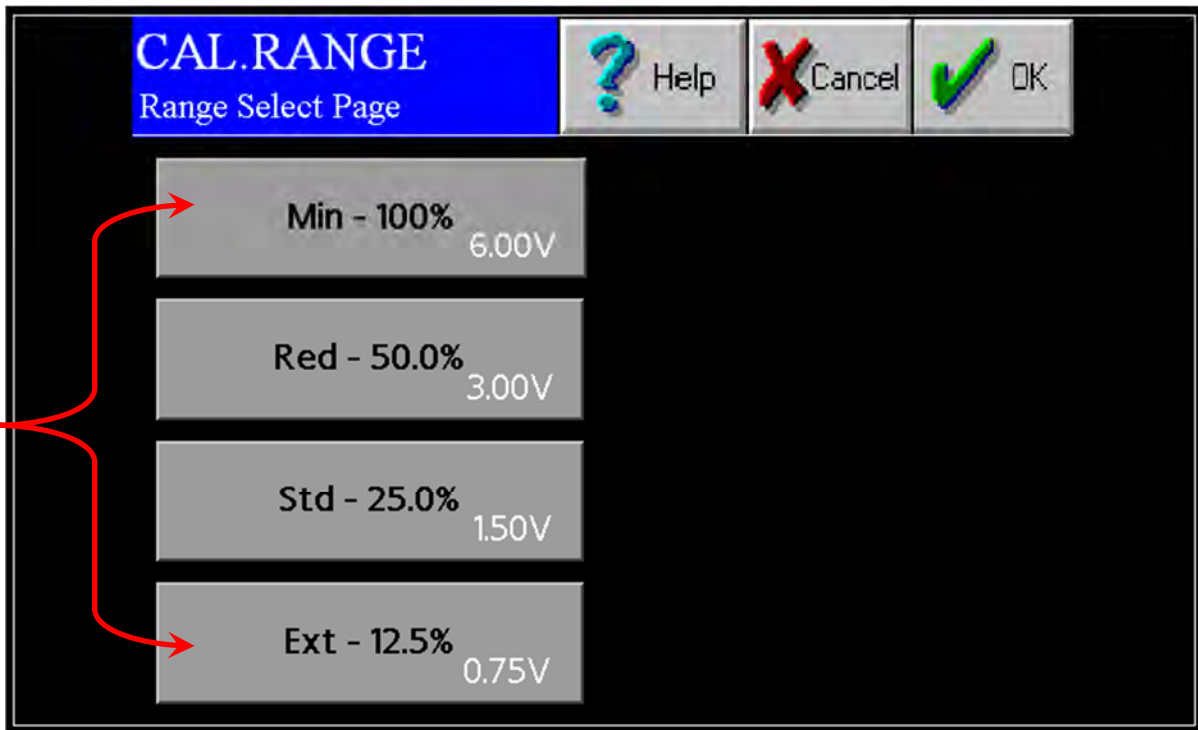 CAL.RANGE
Range Select Page
Help
Cancel
OK
Min - 100%
6.00V
Red - 50.0%
3.00V
Std - 25.0%
1.50V
Ext - 12.5%
0.75V